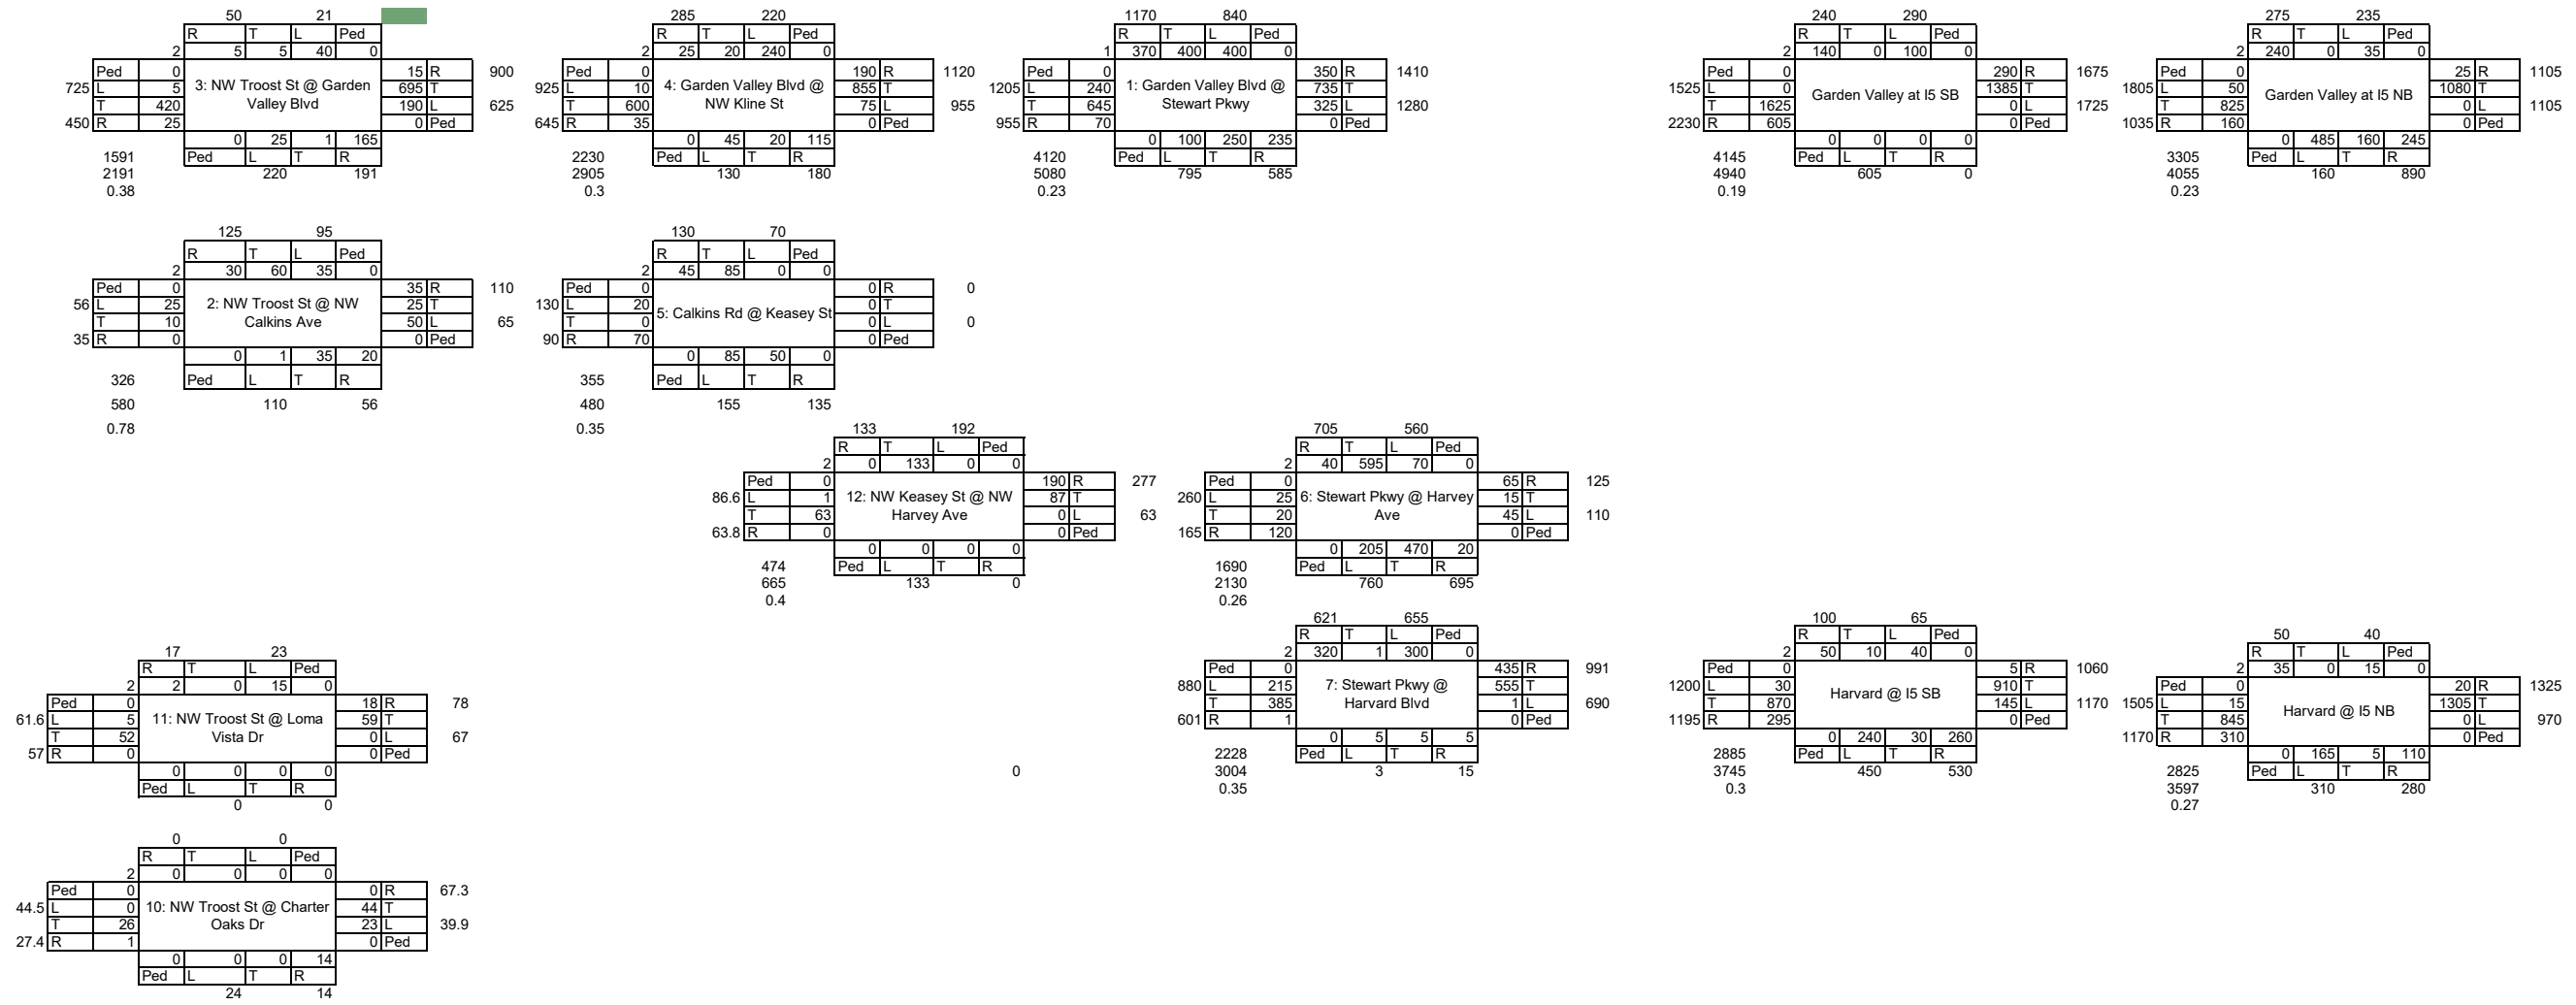 50 21
R T L Ped
2 5 5 40 0
Ped 0 15 R 900
725 L 5 3: NW Troost St @ Garden 695 T
T 420 Valley Blvd 190 L 625
450 R 25 0 Ped
0 25 1 165
1591 Ped L T R
2191 220 191
0.38
285 220
R T L Ped
2 25 20 240 0
Ped 0 190 R 1120
925 L 10 4: Garden Valley Blvd @ 855 T
T 600 NW Kline St 75 L 955
645 R 35 0 Ped
0 45 20 115
2230 Ped L T R
2905 130 180
0.3
1170 840
R T L Ped
1 370 400 400 0
Ped 0 350 R 1410
1205 L 240 1: Garden Valley Blvd @ 735 T
T 645 Stewart Pkwy 325 L 1280
955 R 70 0 Ped
0 100 250 235
4120 Ped L T R
5080 795 585
0.23
240 290
R T L Ped
2 140 0 100 0
Ped 0 290 R 1675
1525 L 0 Garden Valley at I5 SB 1385 T
T 1625 0 L 1725
2230 R 605 0 Ped
0 0 0 0
4145 Ped L T R
4940 605 0
0.19
275 235
R T L Ped
2 240 0 35 0
Ped 0 25 R 1105
1805 L 50 Garden Valley at I5 NB 1080 T
T 825 0 L 1105
1035 R 160 0 Ped
0 485 160 245
3305 Ped L T R
4055 160 890
0.23
125 95
R T L Ped
2 30 60 35 0
Ped 0 35 R 110
56 L 25 2: NW Troost St @ NW 25 T
T 10 Calkins Ave 50 L 65
35 R 0 0 Ped
0 1 35 20
326 Ped L T R
580 110 56
0.78
130 70
R T L Ped
2 45 85 0 0
Ped 0 0 R 0
130 L 20 5: Calkins Rd @ Keasey St 0 T
T 0 0 L 0
90 R 70 0 Ped
0 85 50 0
355 Ped L T R
480 155 135
0.35
133 192
R T L Ped
2 0 133 0 0
Ped 0 190 R 277
86.6 L 1 12: NW Keasey St @ NW 87 T
T 63 Harvey Ave 0 L 63
63.8 R 0 0 Ped
0 0 0 0
474 Ped L T R
665 133 0
0.4
705 560
R T L Ped
2 40 595 70 0
Ped 0 65 R 125
260 L 25 6: Stewart Pkwy @ Harvey 15 T
T 20 Ave 45 L 110
165 R 120 0 Ped
0 205 470 20
1690 Ped L T R
2130 760 695
0.26
17 23
R T L Ped
2 2 0 15 0
Ped 0 18 R 78
61.6 L 5 11: NW Troost St @ Loma 59 T
T 52 Vista Dr 0 L 67
57 R 0 0 Ped
0 0 0 0
Ped L T R
0 0
0
621 655
R T L Ped
2 320 1 300 0
Ped 0 435 R 991
880 L 215 7: Stewart Pkwy @ 555 T
T 385 Harvard Blvd 1 L 690
601 R 1 0 Ped
0 5 5 5
2228 Ped L T R
3004 3 15
0.35
100 65
R T L Ped
2 50 10 40 0
Ped 0 5 R 1060
1200 L 30 Harvard @ I5 SB 910 T
T 870 145 L 1170
1195 R 295 0 Ped
0 240 30 260
2885 Ped L T R
3745 450 530
0.3
50 40
R T L Ped
2 35 0 15 0
Ped 0 20 R 1325
1505 L 15 Harvard @ I5 NB 1305 T
T 845 0 L 970
1170 R 310 0 Ped
0 165 5 110
2825 Ped L T R
3597 310 280
0.27
0 0
R T L Ped
2 0 0 0 0
Ped 0 0 R 67.3
44.5 L 0 10: NW Troost St @ Charter 44 T
T 26 Oaks Dr 23 L 39.9
27.4 R 1 0 Ped
0 0 0 14
Ped L T R
24 14